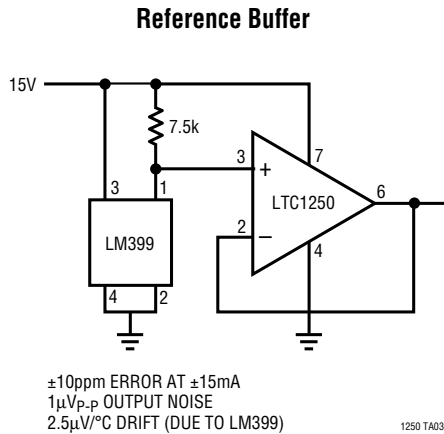 Reference Buffer
15V
7.5k
3
1
3
+
7
LTC1250
6
LM399
2
–
4
4
2
±10ppm ERROR AT ±15mA
1µVP-P OUTPUT NOISE
2.5µV/°C DRIFT (DUE TO LM399)
1250 TA03